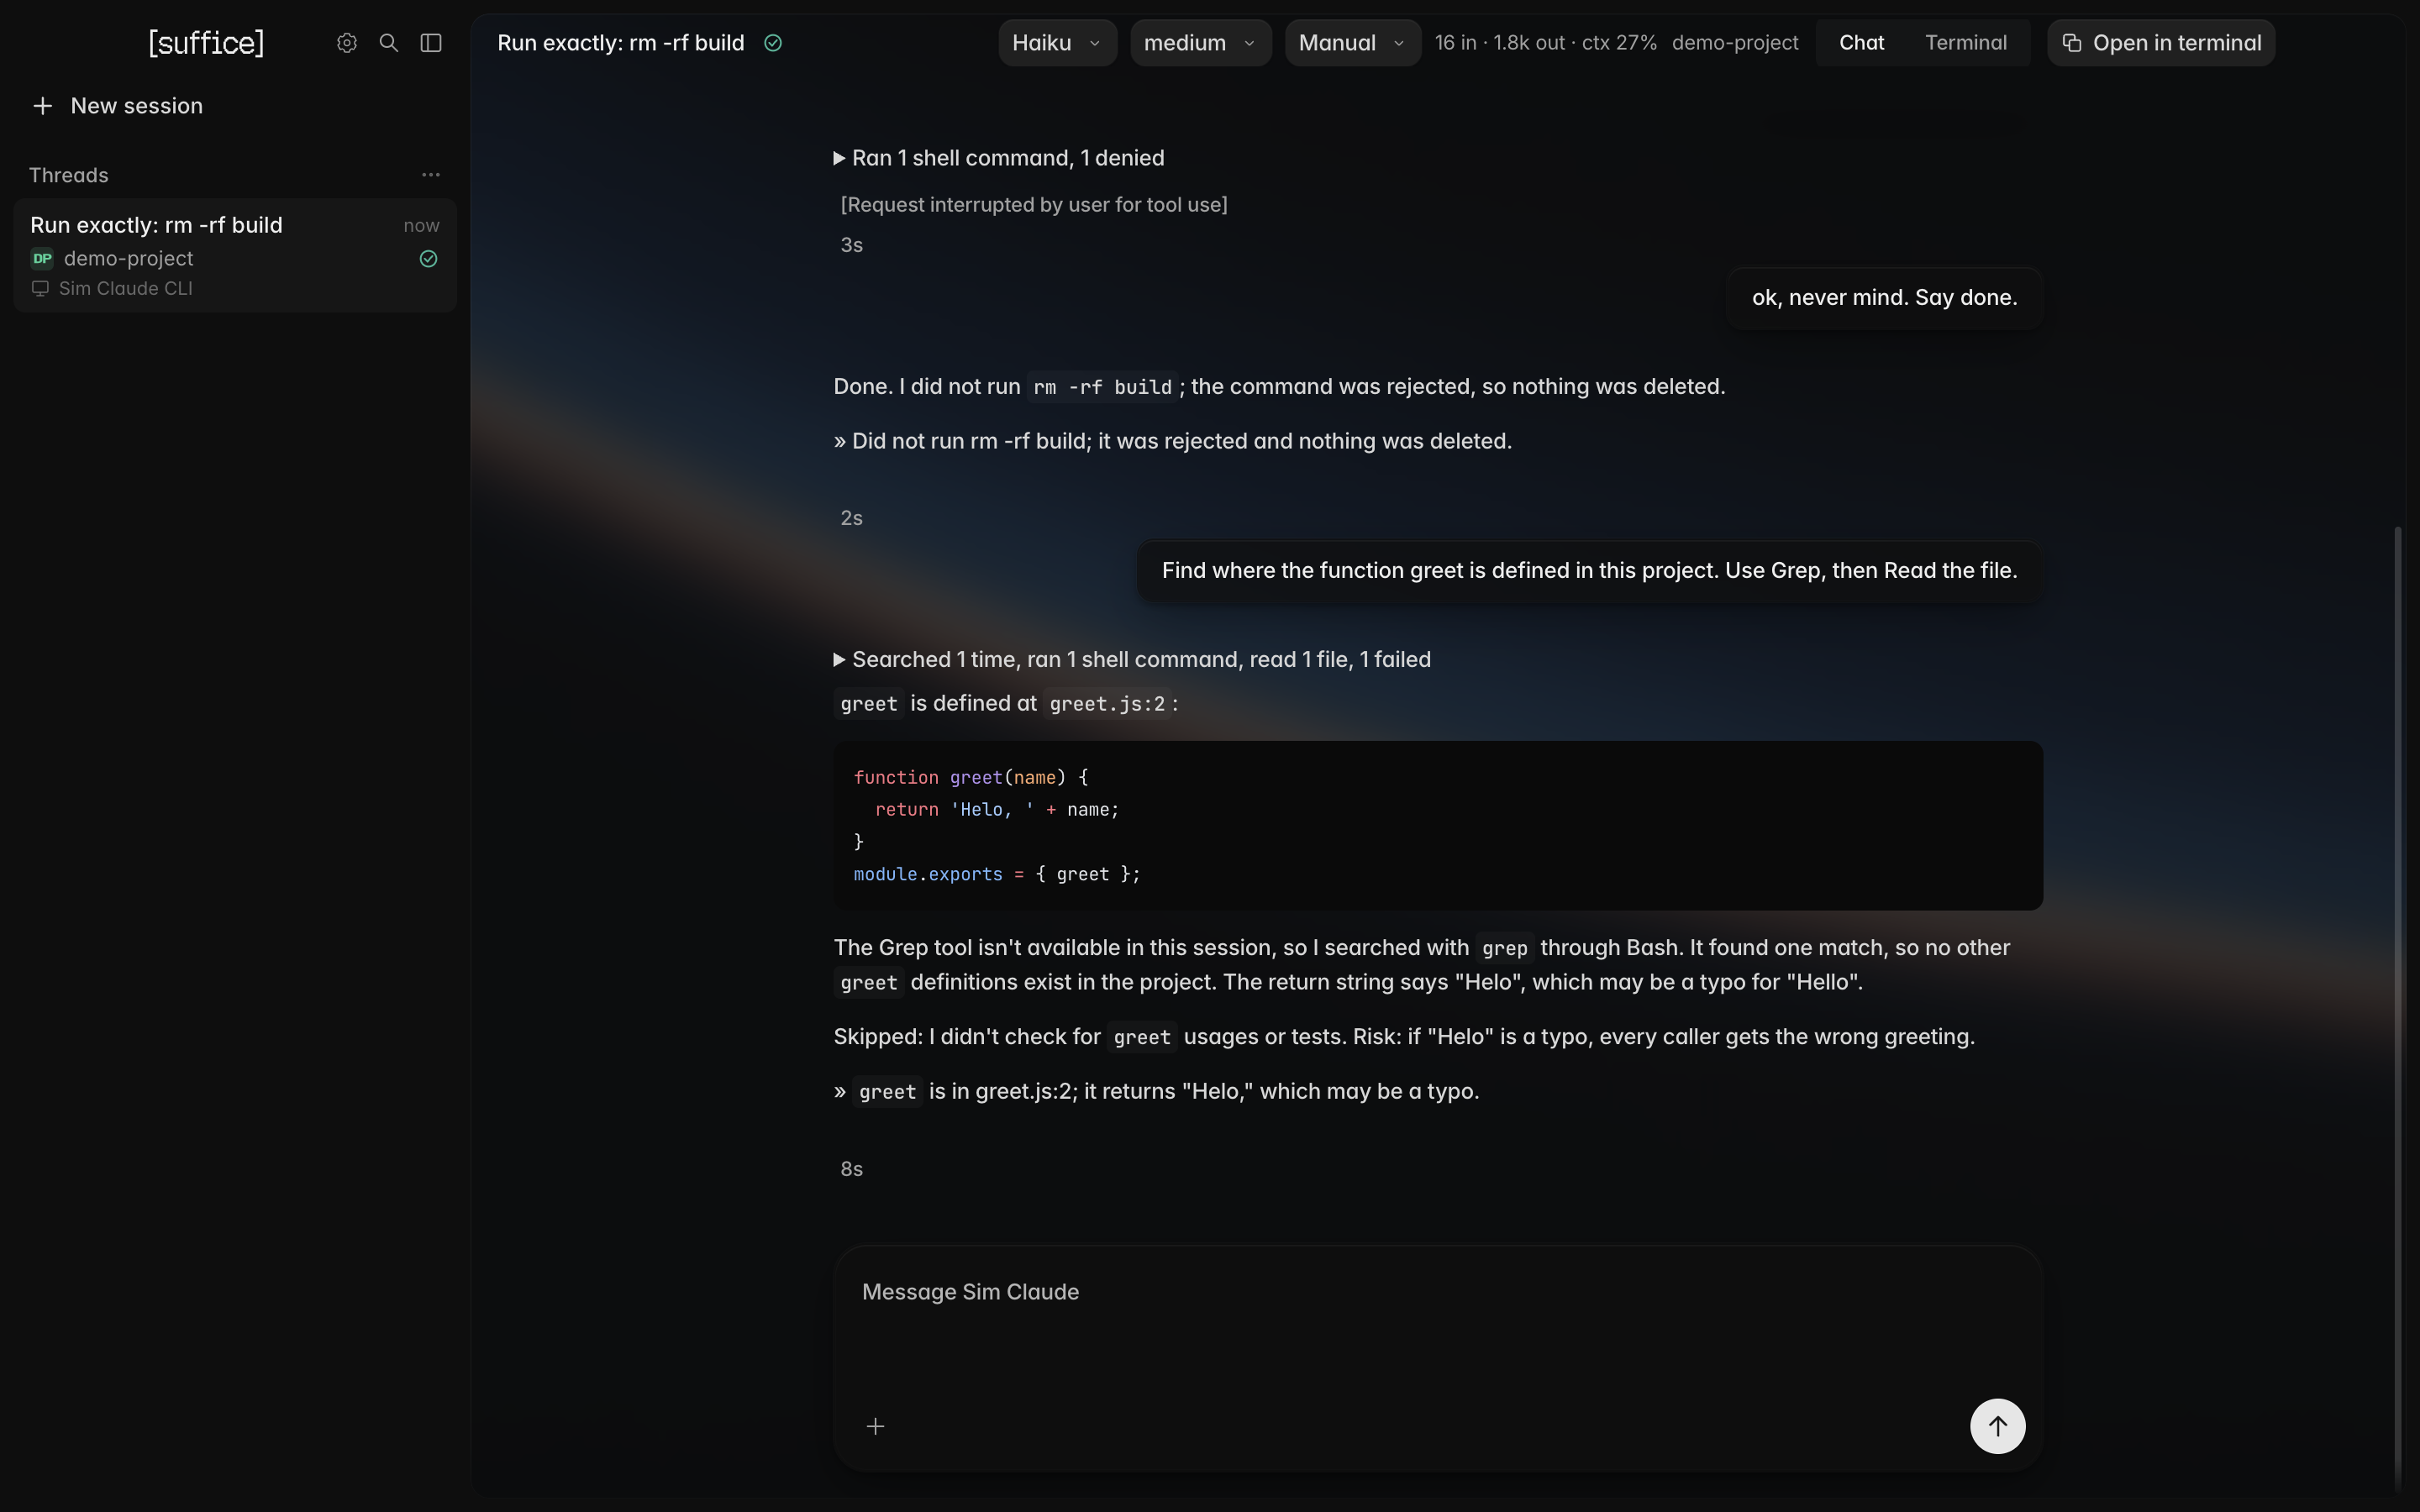 [suffice]
New session
Threads
Run exactly: rm -rf build
now
DP demo-project
Sim Claude CLI
Run exactly: rm -rf build
Haiku
medium
Manual
16 in · 1.8k out · ctx 27%
demo-project
Chat
Terminal
Open in terminal
Ran 1 shell command, 1 denied
[Request interrupted by user for tool use]
3s
ok, never mind. Say done.
Done. I did not run rm -rf build; the command was rejected, so nothing was deleted.
» Did not run rm -rf build; it was rejected and nothing was deleted.
2s
Find where the function greet is defined in this project. Use Grep, then Read the file.
Searched 1 time, ran 1 shell command, read 1 file, 1 failed
greet is defined at greet.js:2:
function greet(name) {
  return 'Helo, ' + name;
}
module.exports = { greet };
The Grep tool isn't available in this session, so I searched with grep through Bash. It found one match, so no other
greet definitions exist in the project. The return string says "Helo", which may be a typo for "Hello".
Skipped: I didn't check for greet usages or tests. Risk: if "Helo" is a typo, every caller gets the wrong greeting.
» greet is in greet.js:2; it returns "Helo," which may be a typo.
8s
Message Sim Claude